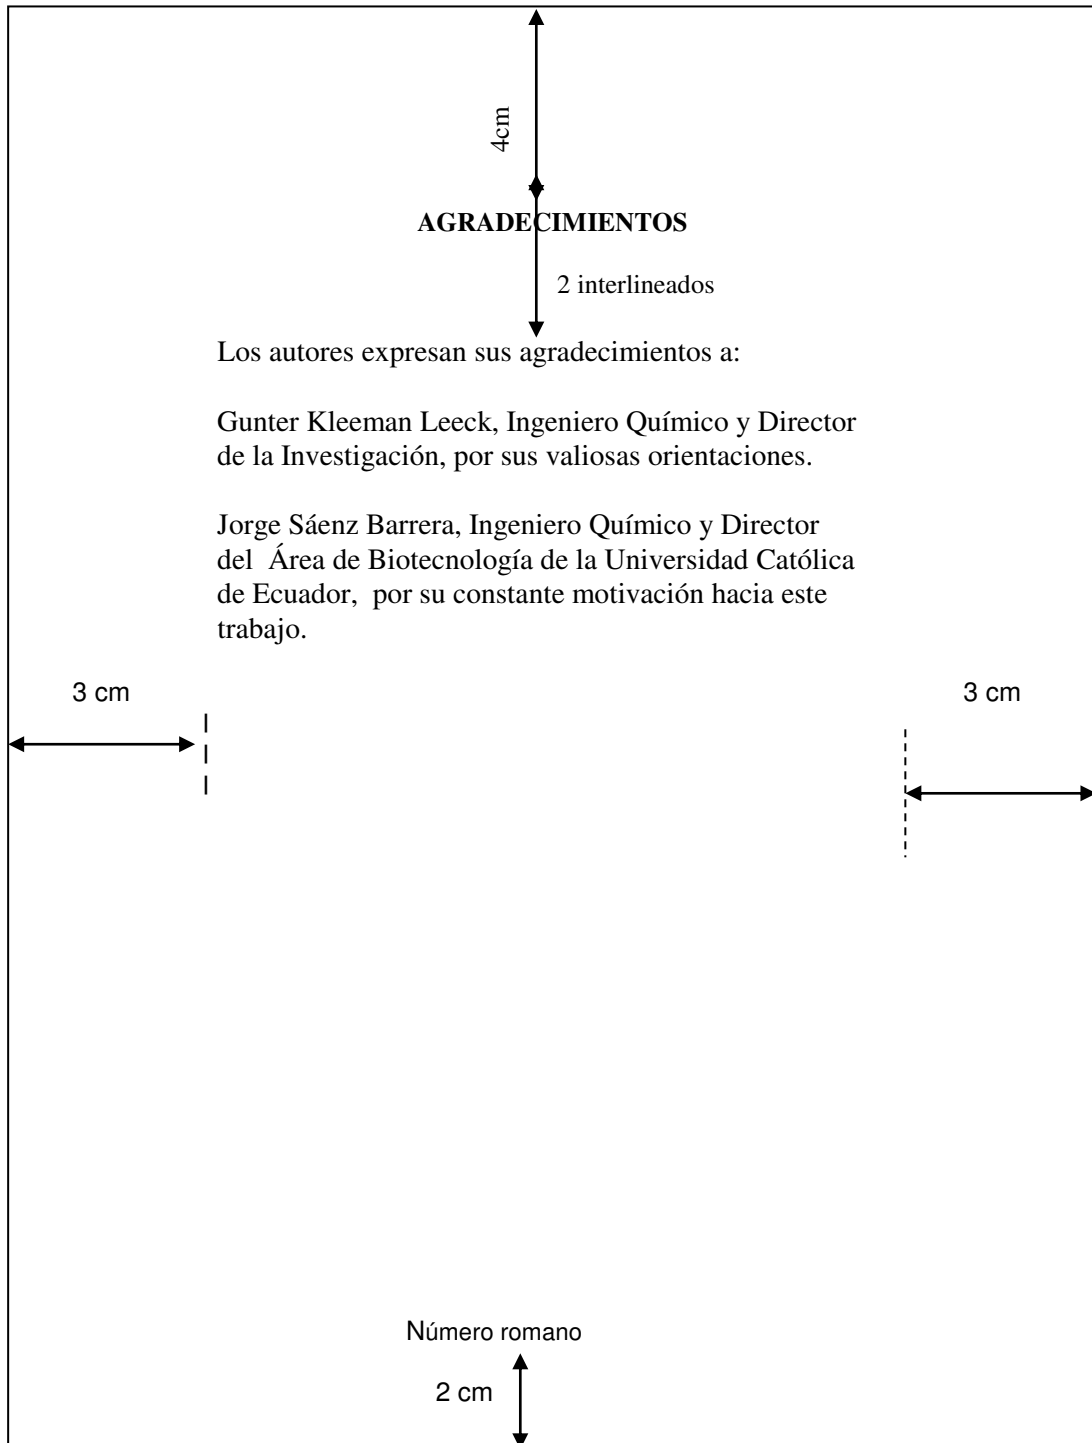 4cm
AGRADECIMIENTOS
2 interlineados
Los autores expresan sus agradecimientos a:
Gunter Kleeman Leeck, Ingeniero Químico y Director
de la Investigación, por sus valiosas orientaciones.
Jorge Sáenz Barrera, Ingeniero Químico y Director
del  Área de Biotecnología de la Universidad Católica
de Ecuador,  por su constante motivación hacia este
trabajo.
3 cm
3 cm
Número romano
2 cm